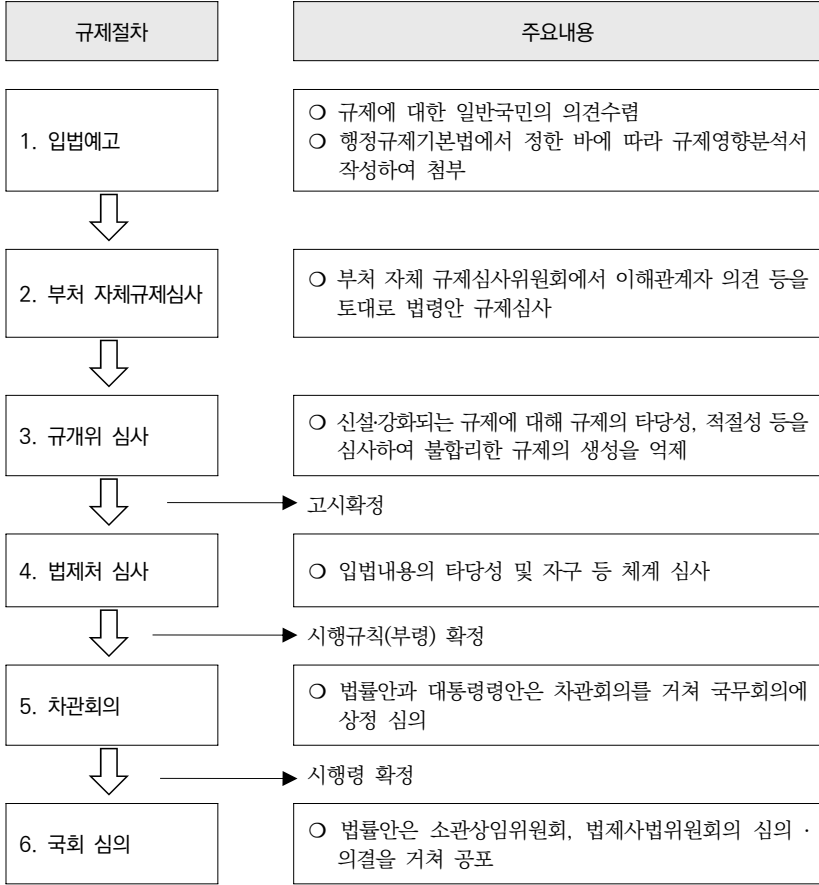 규제절차
주요내용
1. 입법예고
❍ 규제에 대한 일반국민의 의견수렴
❍ 행정규제기본법에서 정한 바에 따라 규제영향분석서
작성하여 첨부
2. 부처 자체규제심사
❍ 부처 자체 규제심사위원회에서 이해관계자 의견 등을
토대로 법령안 규제심사
3. 규개위 심사
❍ 신설·강화되는 규제에 대해 규제의 타당성, 적절성 등을
심사하여 불합리한 규제의 생성을 억제
고시확정
4. 법제처 심사
❍ 입법내용의 타당성 및 자구 등 체계 심사
시행규칙(부령) 확정
5. 차관회의
❍ 법률안과 대통령령안은 차관회의를 거쳐 국무회의에
상정 심의
시행령 확정
6. 국회 심의
❍ 법률안은 소관상임위원회, 법제사법위원회의 심의 ·
의결을 거쳐 공포